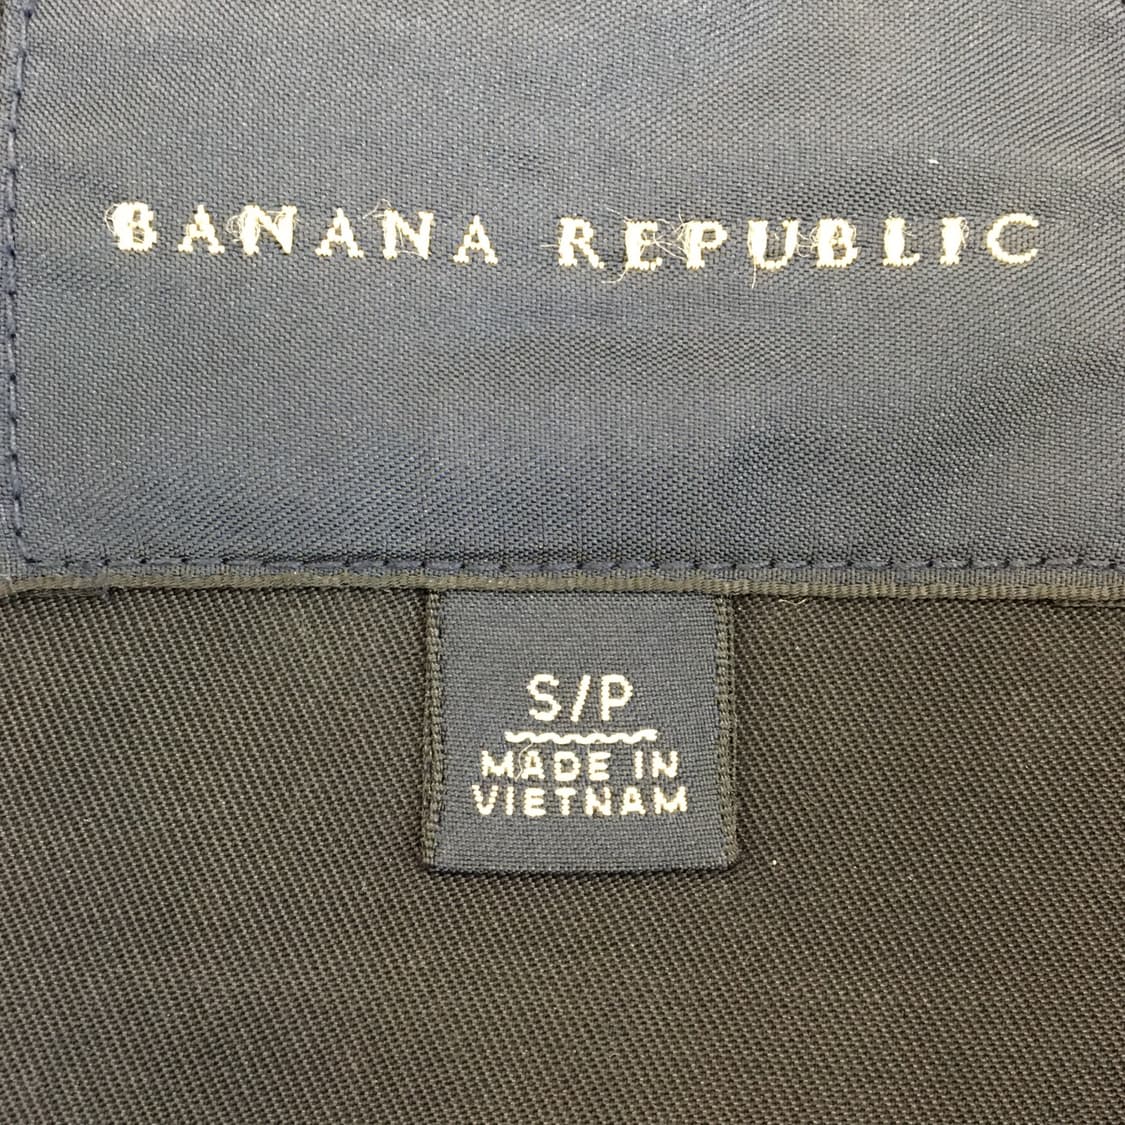 BANANA REPUBLIC
S/P
MADE IN
VIETNAM